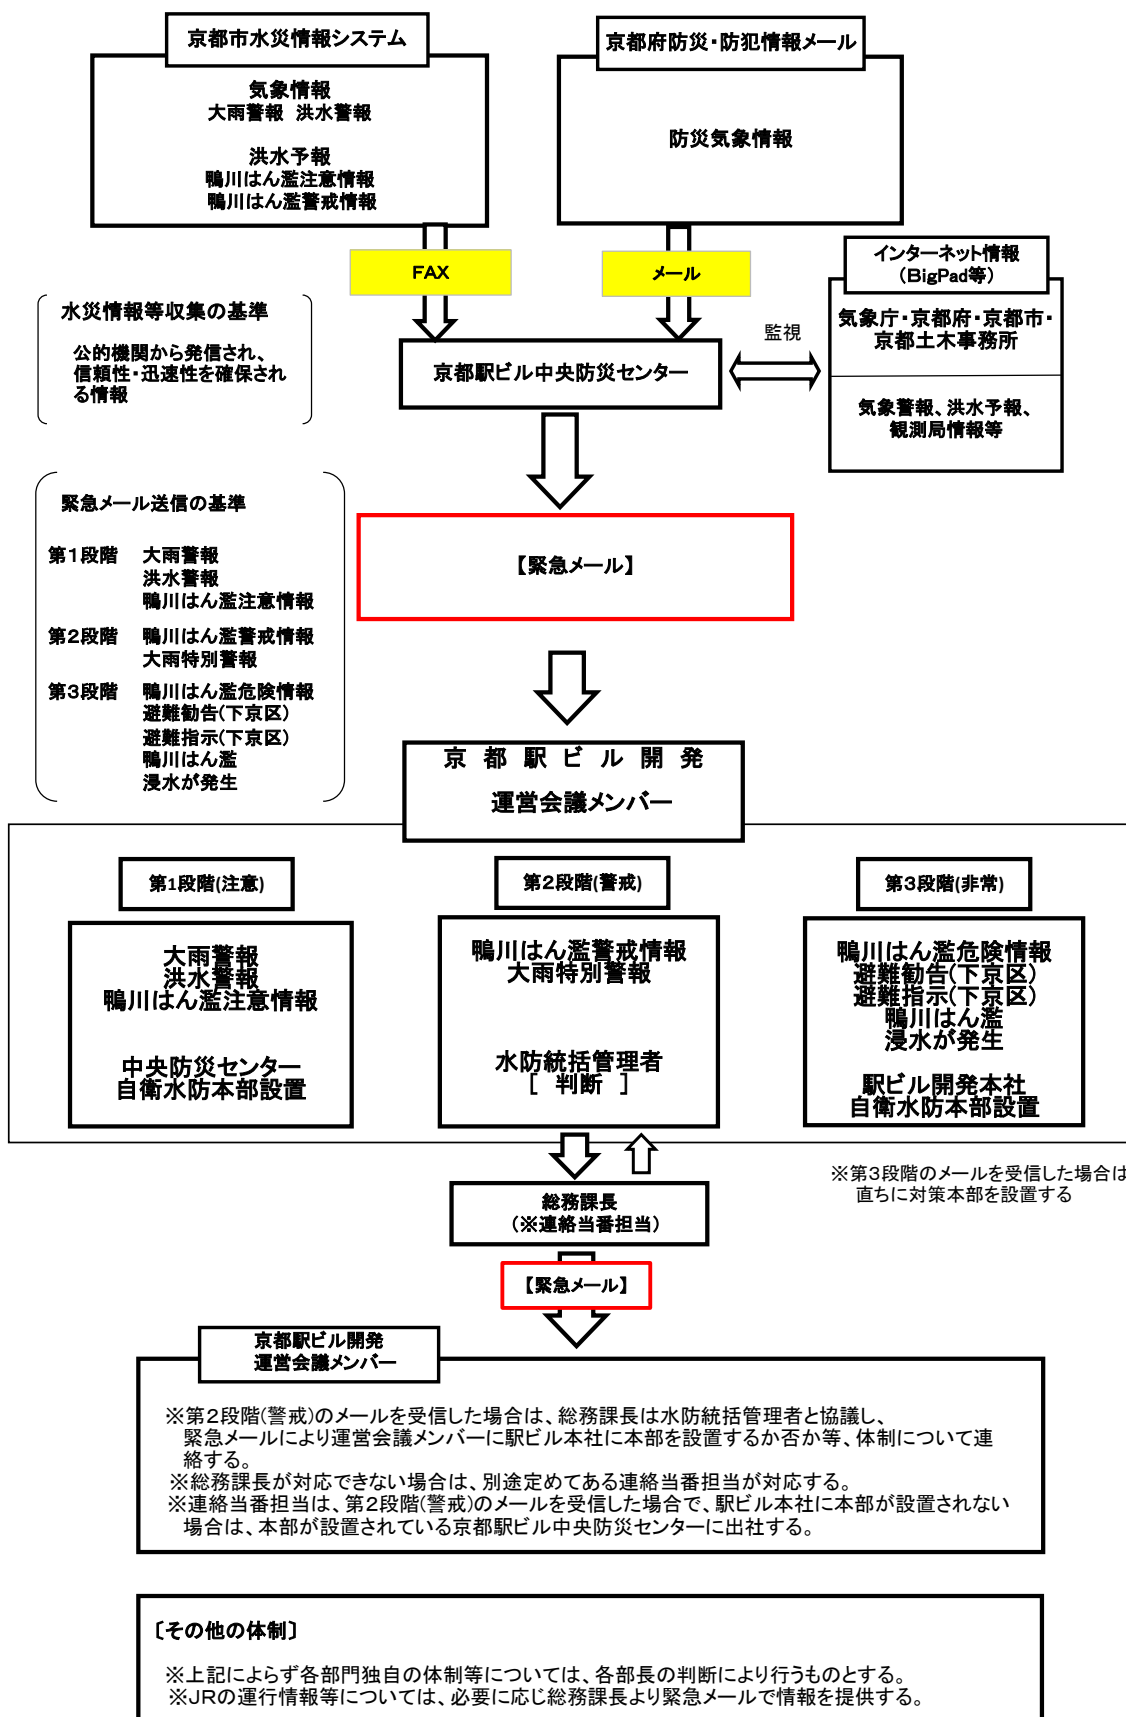 京都市水災情報システム
気象情報
大雨警報 洪水警報
洪水予報
鴨川はん濫注意情報
鴨川はん濫警戒情報
京都府防災・防犯情報メール
防災気象情報
FAX
メール
インターネット情報
（BigPad等）
気象庁・京都府・京都市・
京都土木事務所
気象警報、洪水予報、
観測局情報等
監視
水災情報等収集の基準
公的機関から発信され、
信頼性・迅速性を確保され
る情報
京都駅ビル中央防災センター
緊急メール送信の基準
第１段階 大雨警報
洪水警報
鴨川はん濫注意情報
第２段階 鴨川はん濫警戒情報
大雨特別警報
第３段階 鴨川はん濫危険情報
避難勧告(下京区)
避難指示(下京区)
鴨川はん濫
浸水が発生
【緊急メール】
京都駅ビル開発
運営会議メンバー
第1段階(注意)
大雨警報
洪水警報
鴨川はん濫注意情報
中央防災センター
自衛水防本部設置
第２段階(警戒)
鴨川はん濫警戒情報
大雨特別警報
水防統括管理者
［ 判断 ］
第３段階(非常)
鴨川はん濫危険情報
避難勧告(下京区)
避難指示(下京区)
鴨川はん濫
浸水が発生
駅ビル開発本社
自衛水防本部設置
※第３段階のメールを受信した場合は
直ちに対策本部を設置する
総務課長
（※連絡当番担当）
【緊急メール】
京都駅ビル開発
運営会議メンバー
※第２段階(警戒)のメールを受信した場合は、総務課長は水防統括管理者と協議し、
緊急メールにより運営会議メンバーに駅ビル本社に本部を設置するか否か等、体制について連
絡する。
※総務課長が対応できない場合は、別途定めてある連絡当番担当が対応する。
※連絡当番担当は、第２段階(警戒)のメールを受信した場合で、駅ビル本社に本部が設置されない
場合は、本部が設置されている京都駅ビル中央防災センターに出社する。
〔その他の体制〕
※上記によらず各部門独自の体制等については、各部長の判断により行うものとする。
※JRの運行情報等については、必要に応じ総務課長より緊急メールで情報を提供する。